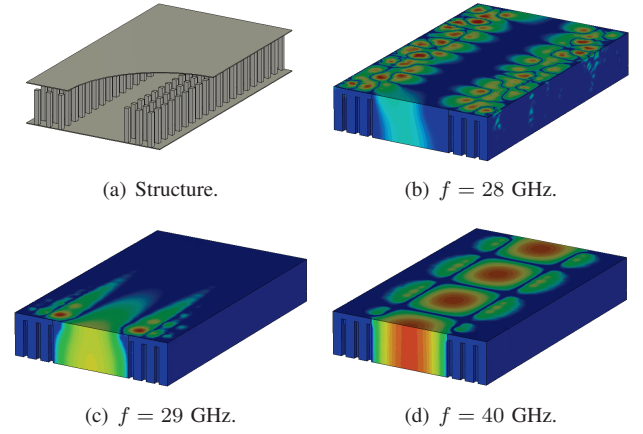 (a) Structure.
(b) f = 28 GHz.
(c) f = 29 GHz.
(d) f = 40 GHz.